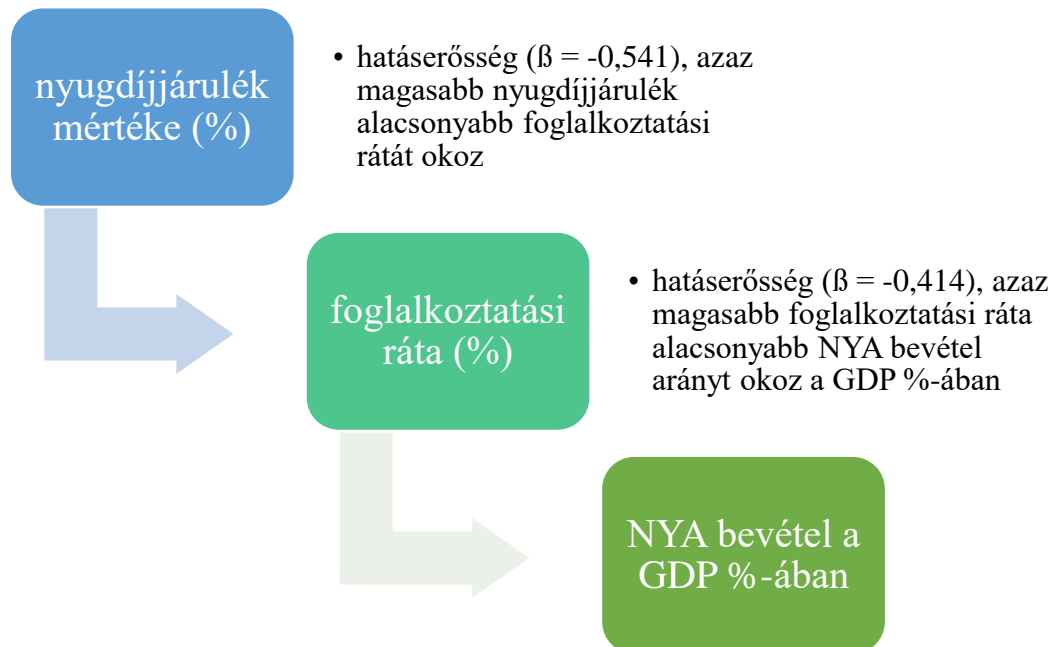 nyugdíjjárulék
mértéke (%)
• hatáserősség (ß = -0,541), azaz
magasabb nyugdíjjárulék
alacsonyabb foglalkoztatási
rátát okoz
foglalkoztatási
ráta (%)
• hatáserősség (ß = -0,414), azaz
magasabb foglalkoztatási ráta
alacsonyabb NYA bevétel
arányt okoz a GDP %-ában
NYA bevétel a
GDP %-ában